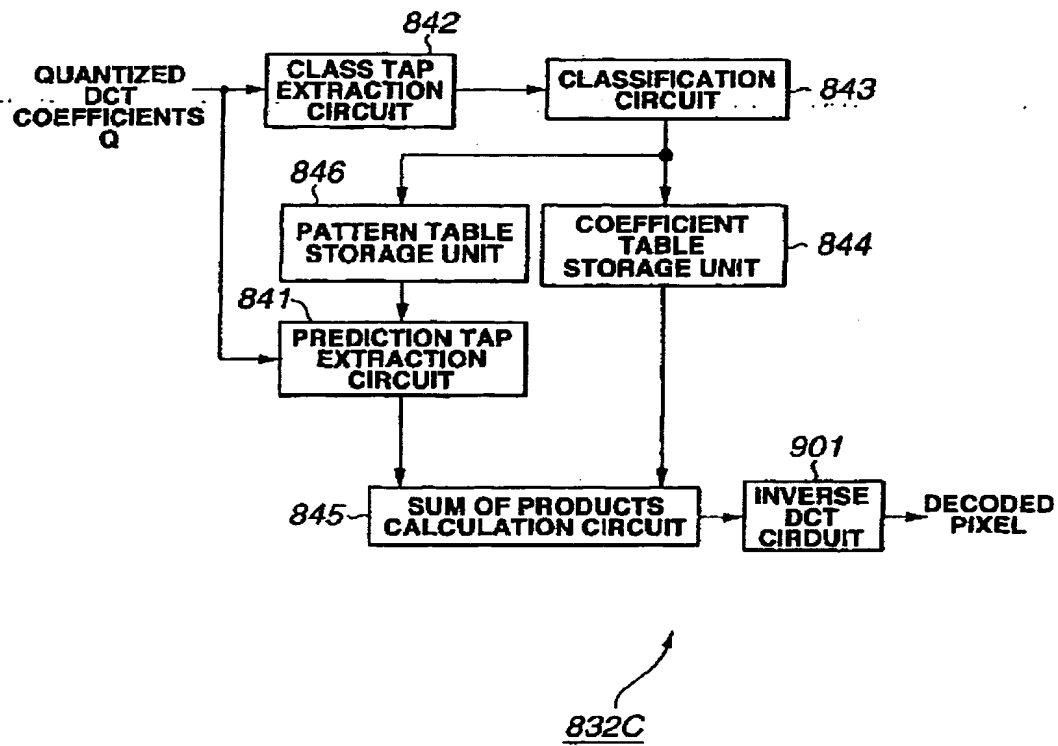 842
QUANTIZED
DCT
COEFFICIENTS
Q
CLASS TAP
EXTRACTION
CIRCUIT
CLASSIFICATION
CIRCUIT
843
846
PATTERN TABLE
STORAGE UNIT
COEFFICIENT
TABLE
STORAGE UNIT
844
841
PREDICTION TAP
EXTRACTION
CIRCUIT
901
845
SUM OF PRODUCTS
CALCULATION CIRCUIT
INVERSE
DCT
CIRDUIT
DECODED
PIXEL
832C